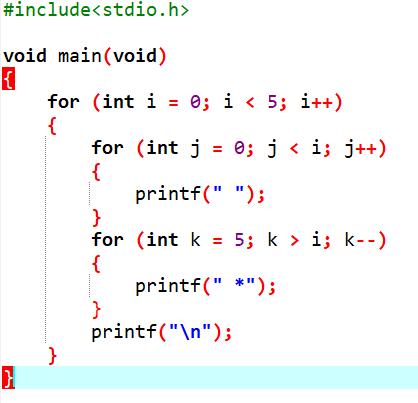 #include<stdio.h>
void main(void)
{
    for (int i = 0; i < 5; i++)
    {
        for (int j = 0; j < i; j++)
        {
            printf(" ");
        }
        for (int k = 5; k > i; k--)
        {
            printf(" *");
        }
        printf("\n");
    }
}